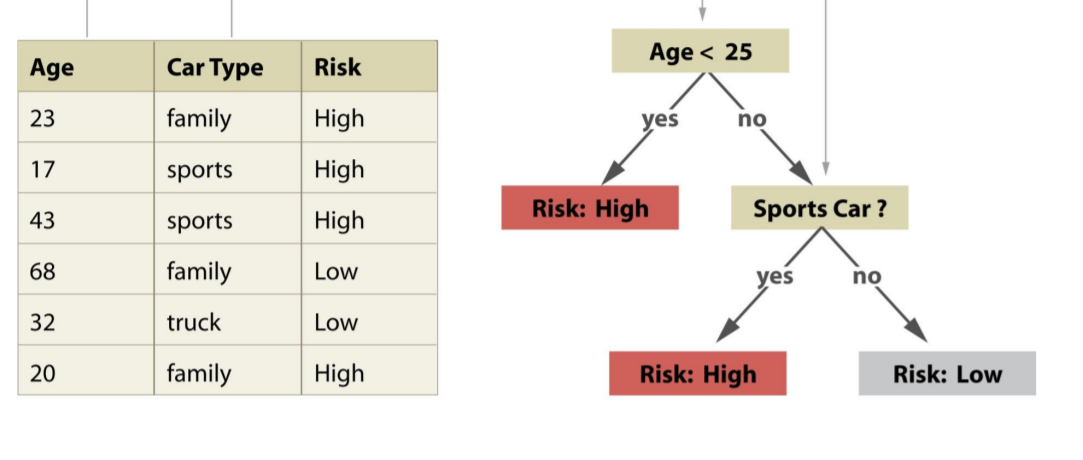 Age Car Type Risk
23 family High
17 sports High
43 sports High
68 family Low
32 truck Low
20 family High
Age < 25
yes no
Risk: High Sports Car ?
yes no
Risk: High Risk: Low